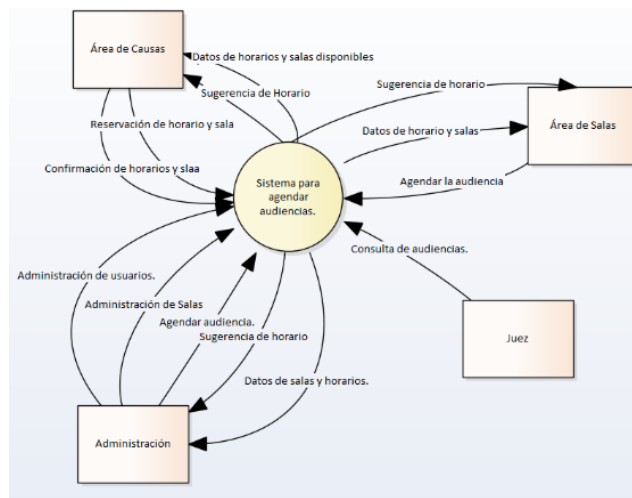 Área de Causas
Datos de horarios y salas disponibles
Sugerencia de horario
Sugerencia de Horario
Área de Salas
Reservación de horario y sala
Datos de horario y salas
Confirmación de horarios y slaa
Sistema para
agendar
audiencias.
Agendar la audiencia
Consulta de audiencias.
Administración de usuarios.
Administración de Salas
Agendar audiencia.
Sugerencia de horario
Juez
Datos de salas y horarios.
Administración